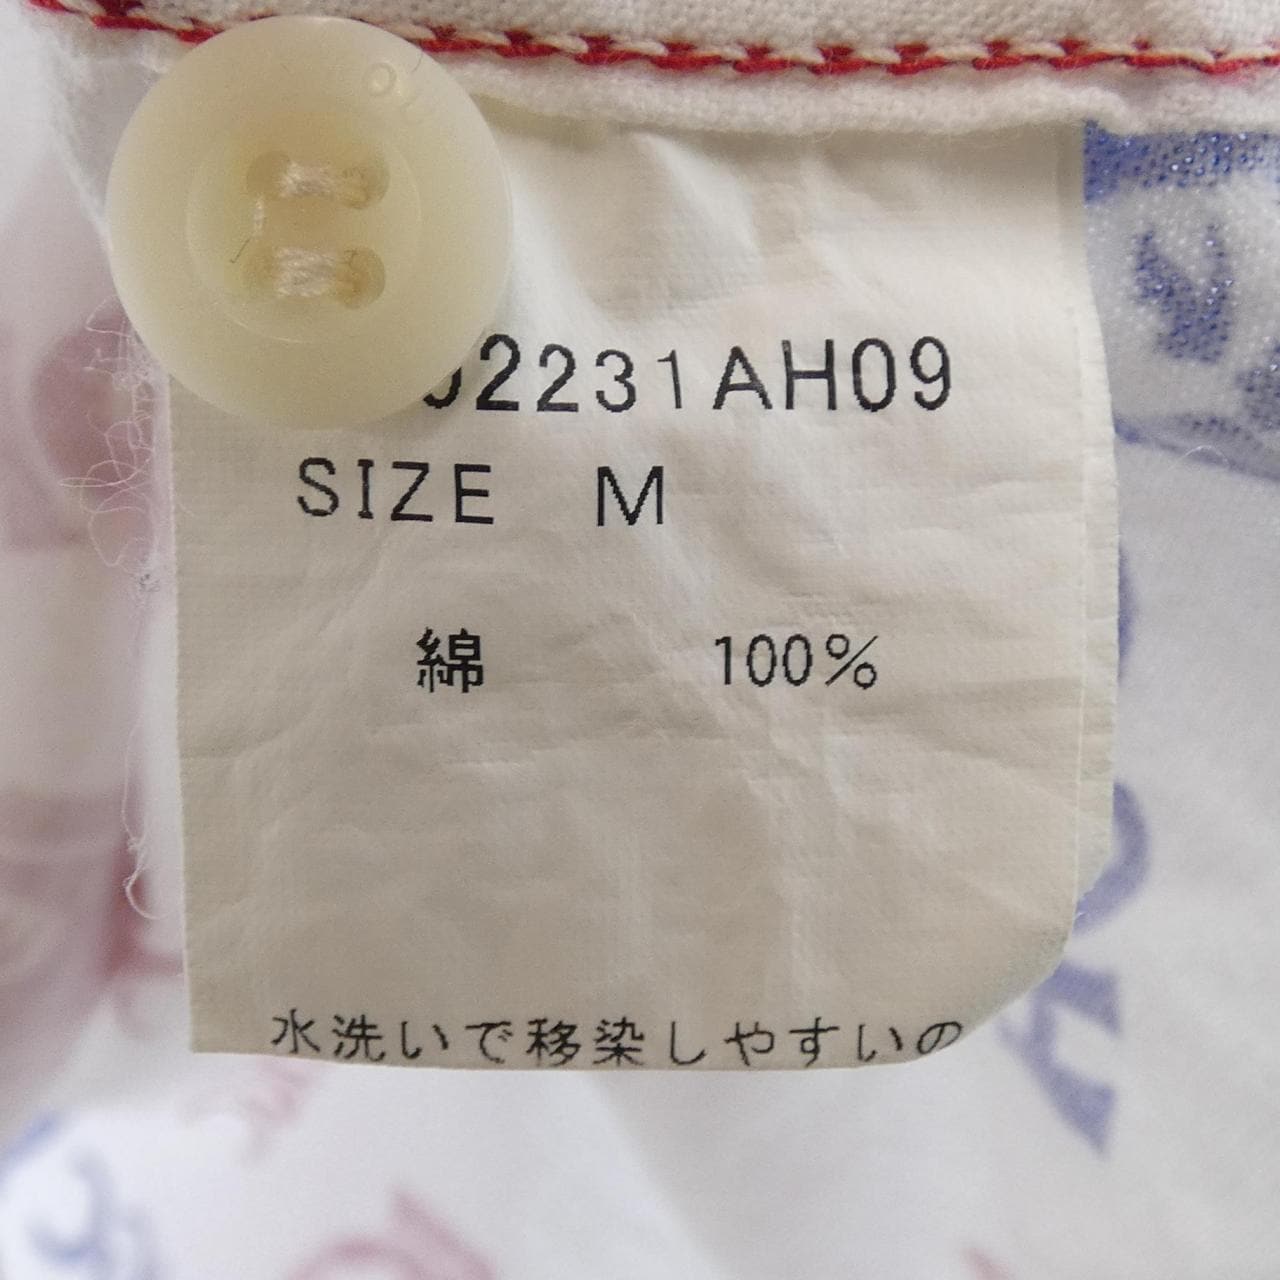 2231AH09
SIZE M
綿 100%
水洗いで移染しやすいの